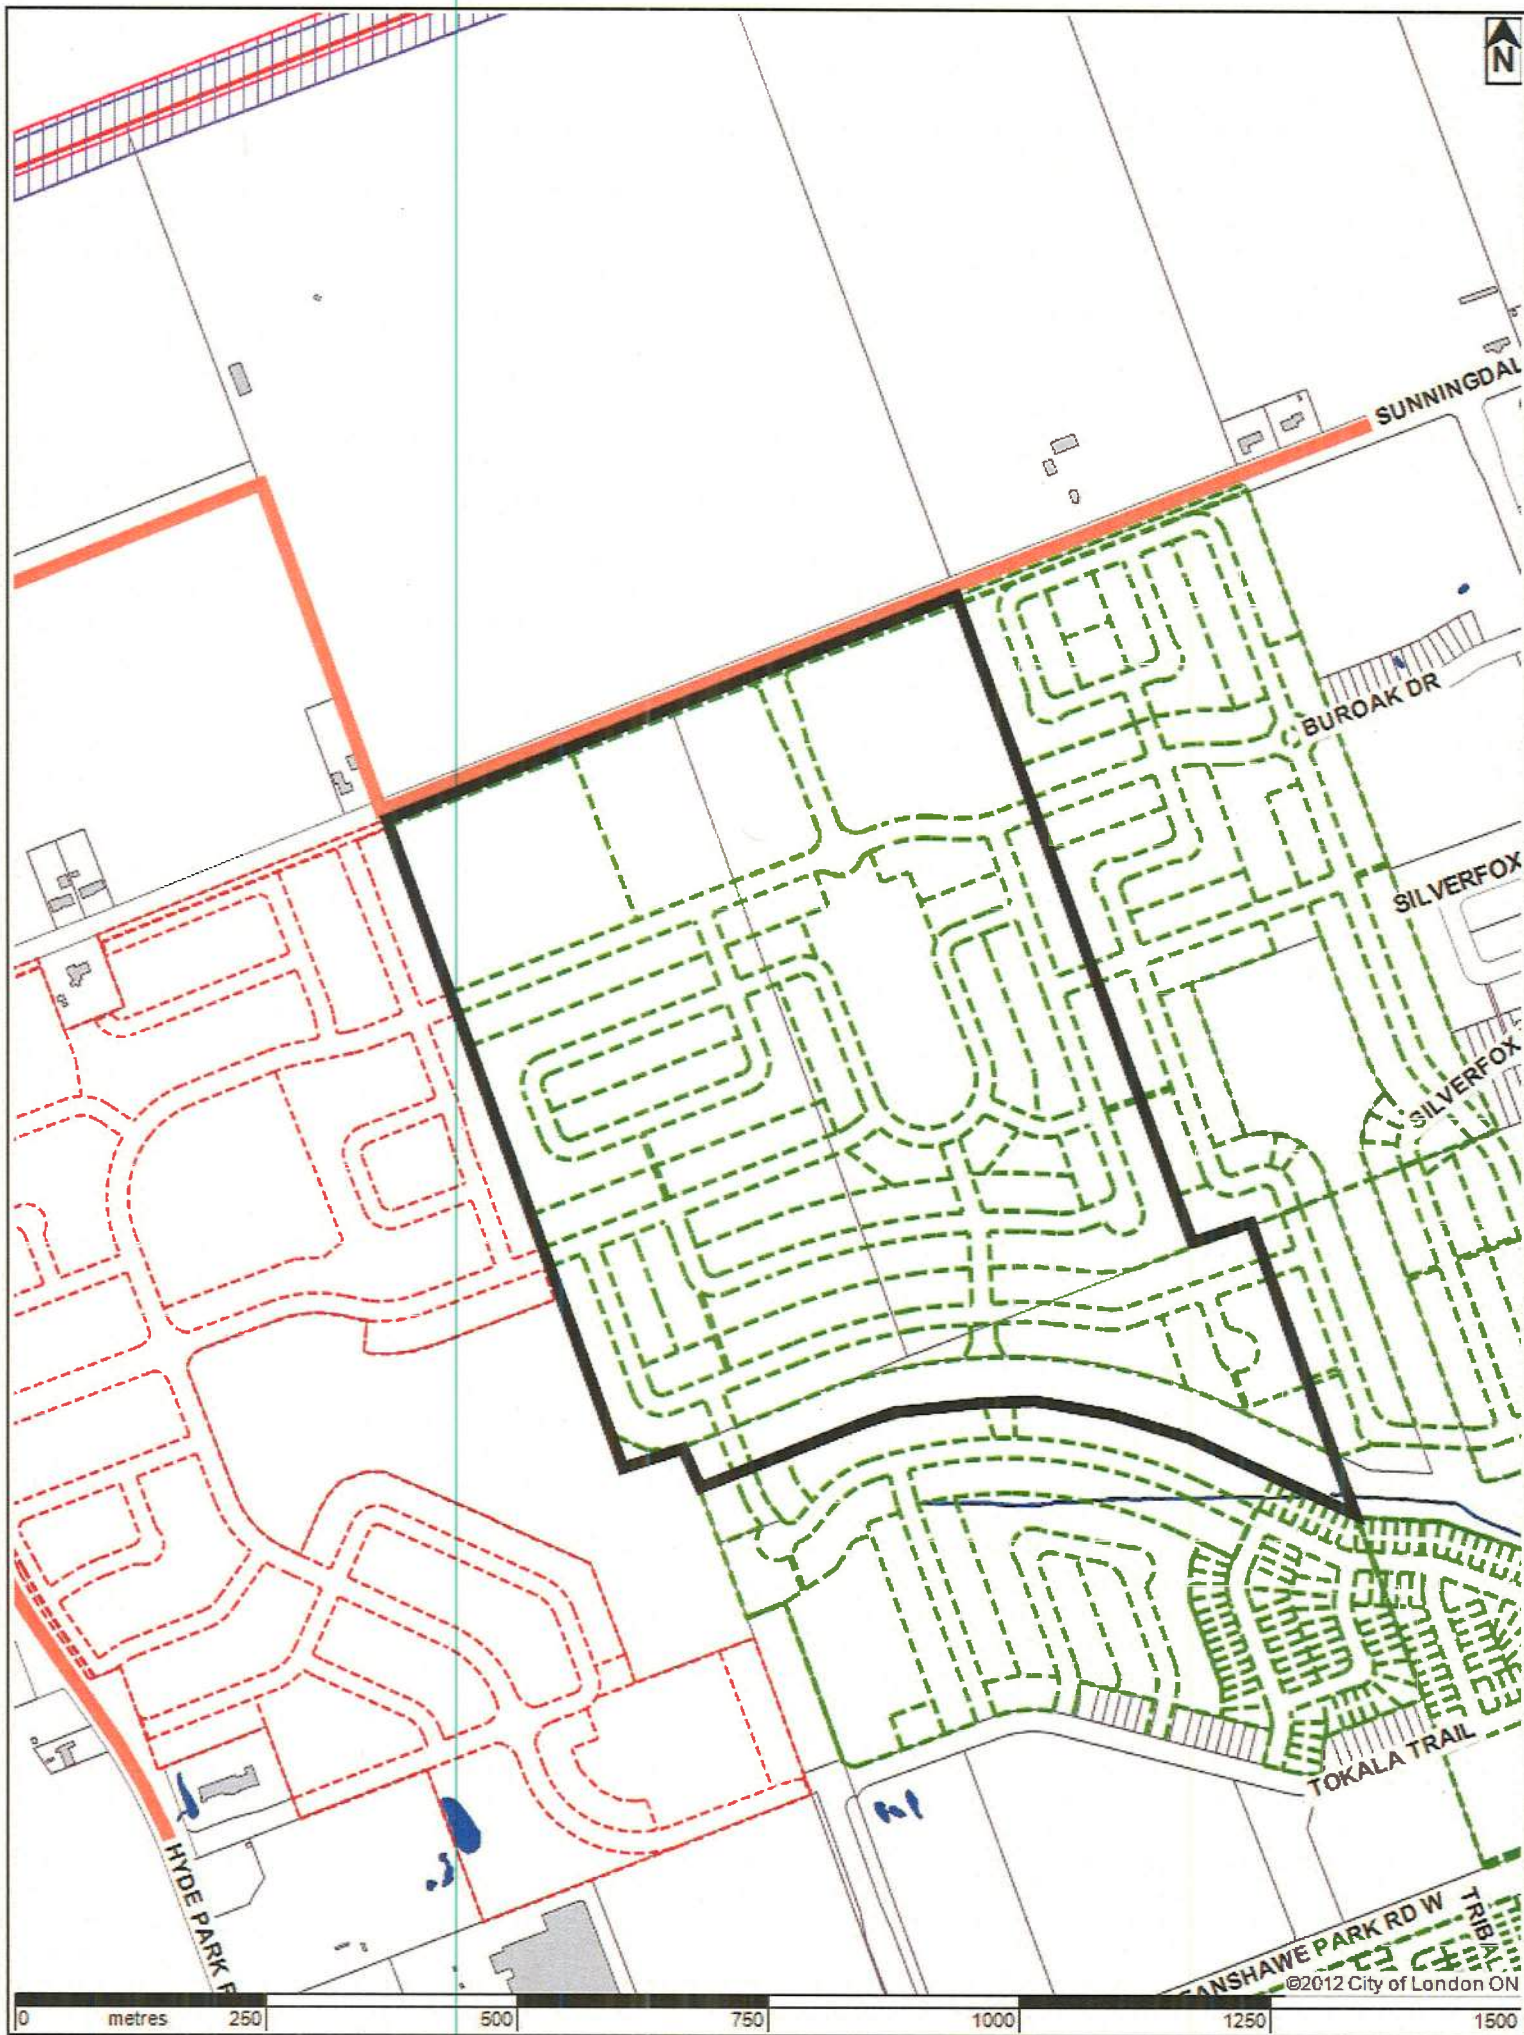 N
SUNNINGDAL
BUROAK DR
SILVERFOX
SILVERFOX
TOKALA TRAIL
HYDE PARK R
ANSHAWE PARK RD W
TRIBAL
©2012 City of London ON
0 metres 250 500 750 1000 1250 1500